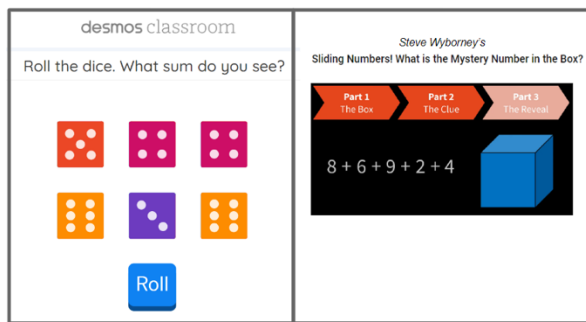 desmos classroom
Roll the dice. What sum do you see?
Roll
Steve Wyborney's
Sliding Numbers! What is the Mystery Number in the Box?
Part 1
The Box
Part 2
The Clue
Part 3
The Reveal
8 + 6 + 9 + 2 + 4